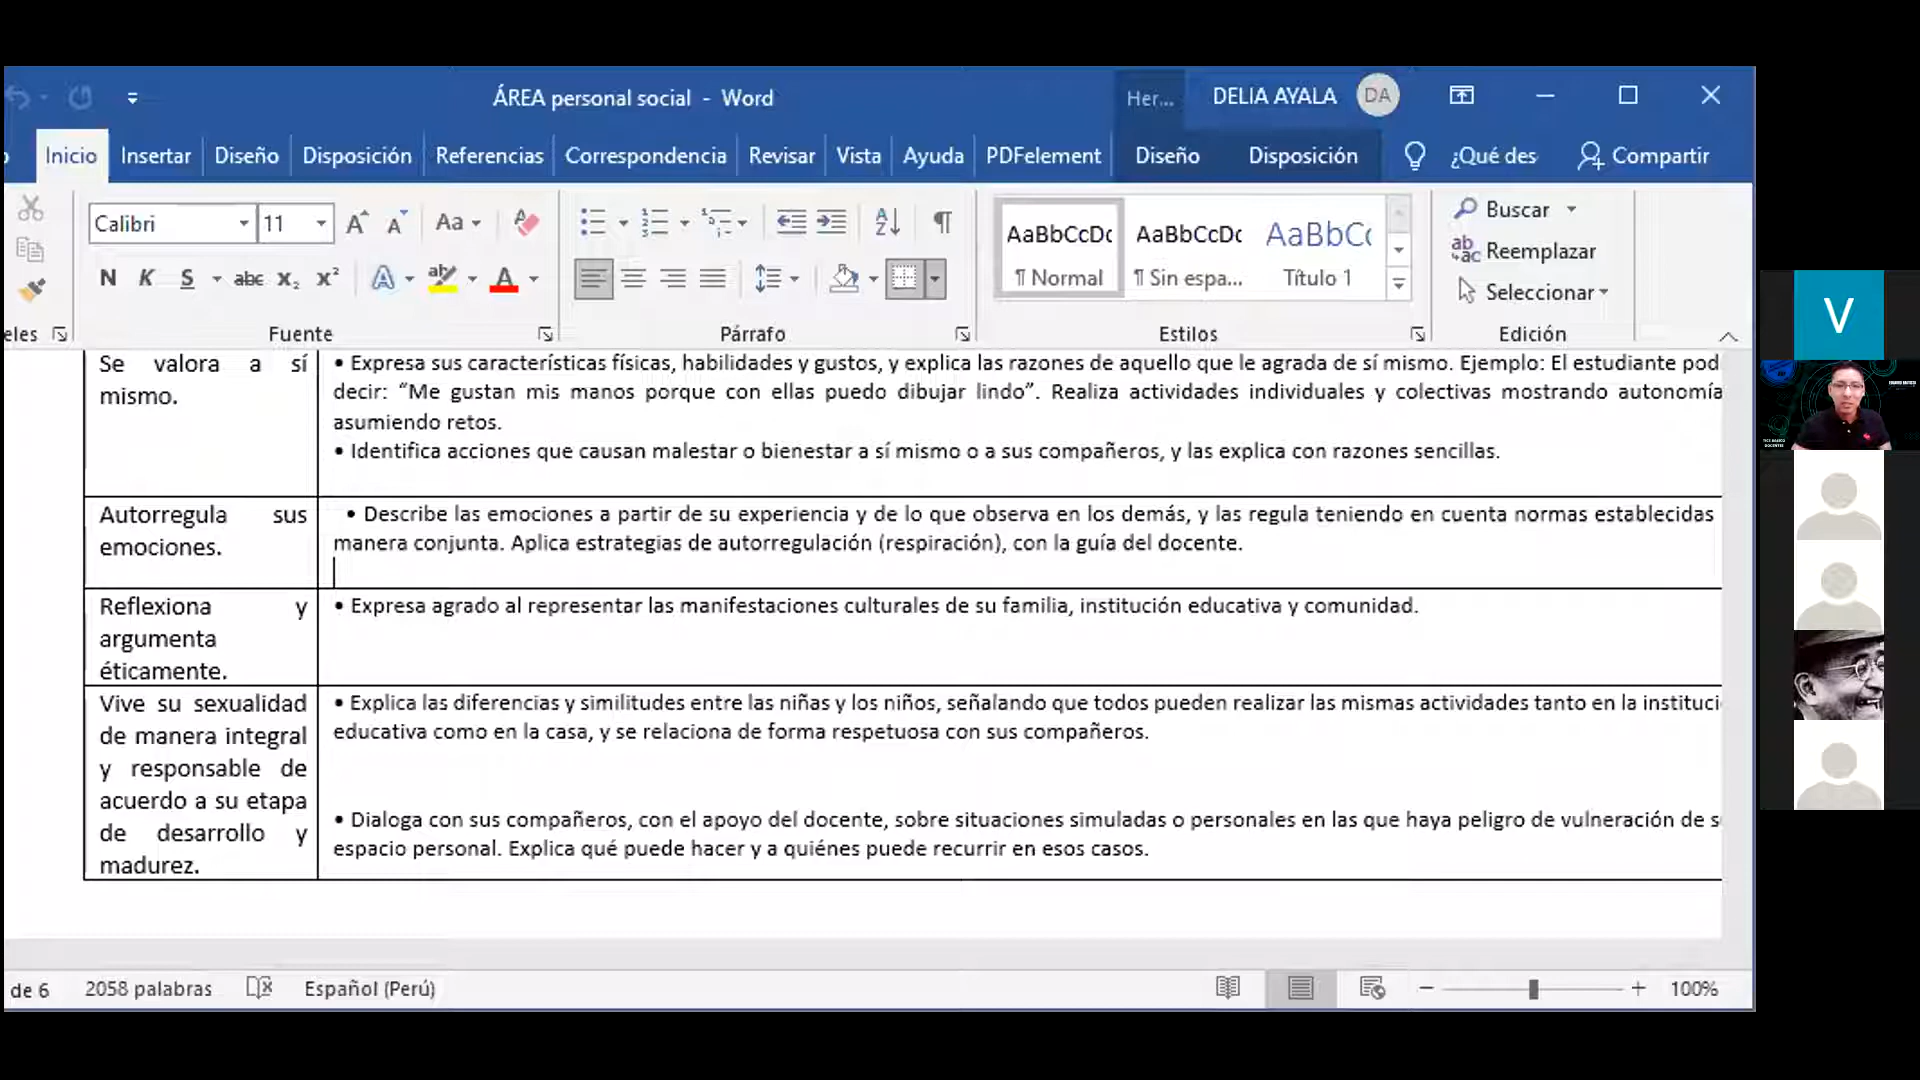 ÁREA personal social - Word
Her...
DELIA AYALA
DA
Inicio
Insertar
Diseño
Disposición
Referencias
Correspondencia
Revisar
Vista
Ayuda
PDFelement
Diseño
Disposición
¿Qué des
Compartir
Calibri
11
Aa
N K S abc x₂ x²
A
ab
A
AaBbCcDc
¶ Normal
AaBbCcDc
¶ Sin espa...
AaBbCc
Título 1
Buscar
Reemplazar
Seleccionar
eles
Fuente
Párrafo
Estilos
Edición
Se valora a sí
mismo.
• Expresa sus características físicas, habilidades y gustos, y explica las razones de aquello que le agrada de sí mismo. Ejemplo: El estudiante pod
decir: “Me gustan mis manos porque con ellas puedo dibujar lindo”. Realiza actividades individuales y colectivas mostrando autonomía
asumiendo retos.
• Identifica acciones que causan malestar o bienestar a sí mismo o a sus compañeros, y las explica con razones sencillas.
Autorregula sus
emociones.
• Describe las emociones a partir de su experiencia y de lo que observa en los demás, y las regula teniendo en cuenta normas establecidas
manera conjunta. Aplica estrategias de autorregulación (respiración), con la guía del docente.
Reflexiona y
argumenta
éticamente.
• Expresa agrado al representar las manifestaciones culturales de su familia, institución educativa y comunidad.
Vive su sexualidad
de manera integral
y responsable de
acuerdo a su etapa
de desarrollo y
madurez.
• Explica las diferencias y similitudes entre las niñas y los niños, señalando que todos pueden realizar las mismas actividades tanto en la instituci
educativa como en la casa, y se relaciona de forma respetuosa con sus compañeros.
• Dialoga con sus compañeros, con el apoyo del docente, sobre situaciones simuladas o personales en las que haya peligro de vulneración de s
espacio personal. Explica qué puede hacer y a quiénes puede recurrir en esos casos.
de 6
2058 palabras
Español (Perú)
100%
V